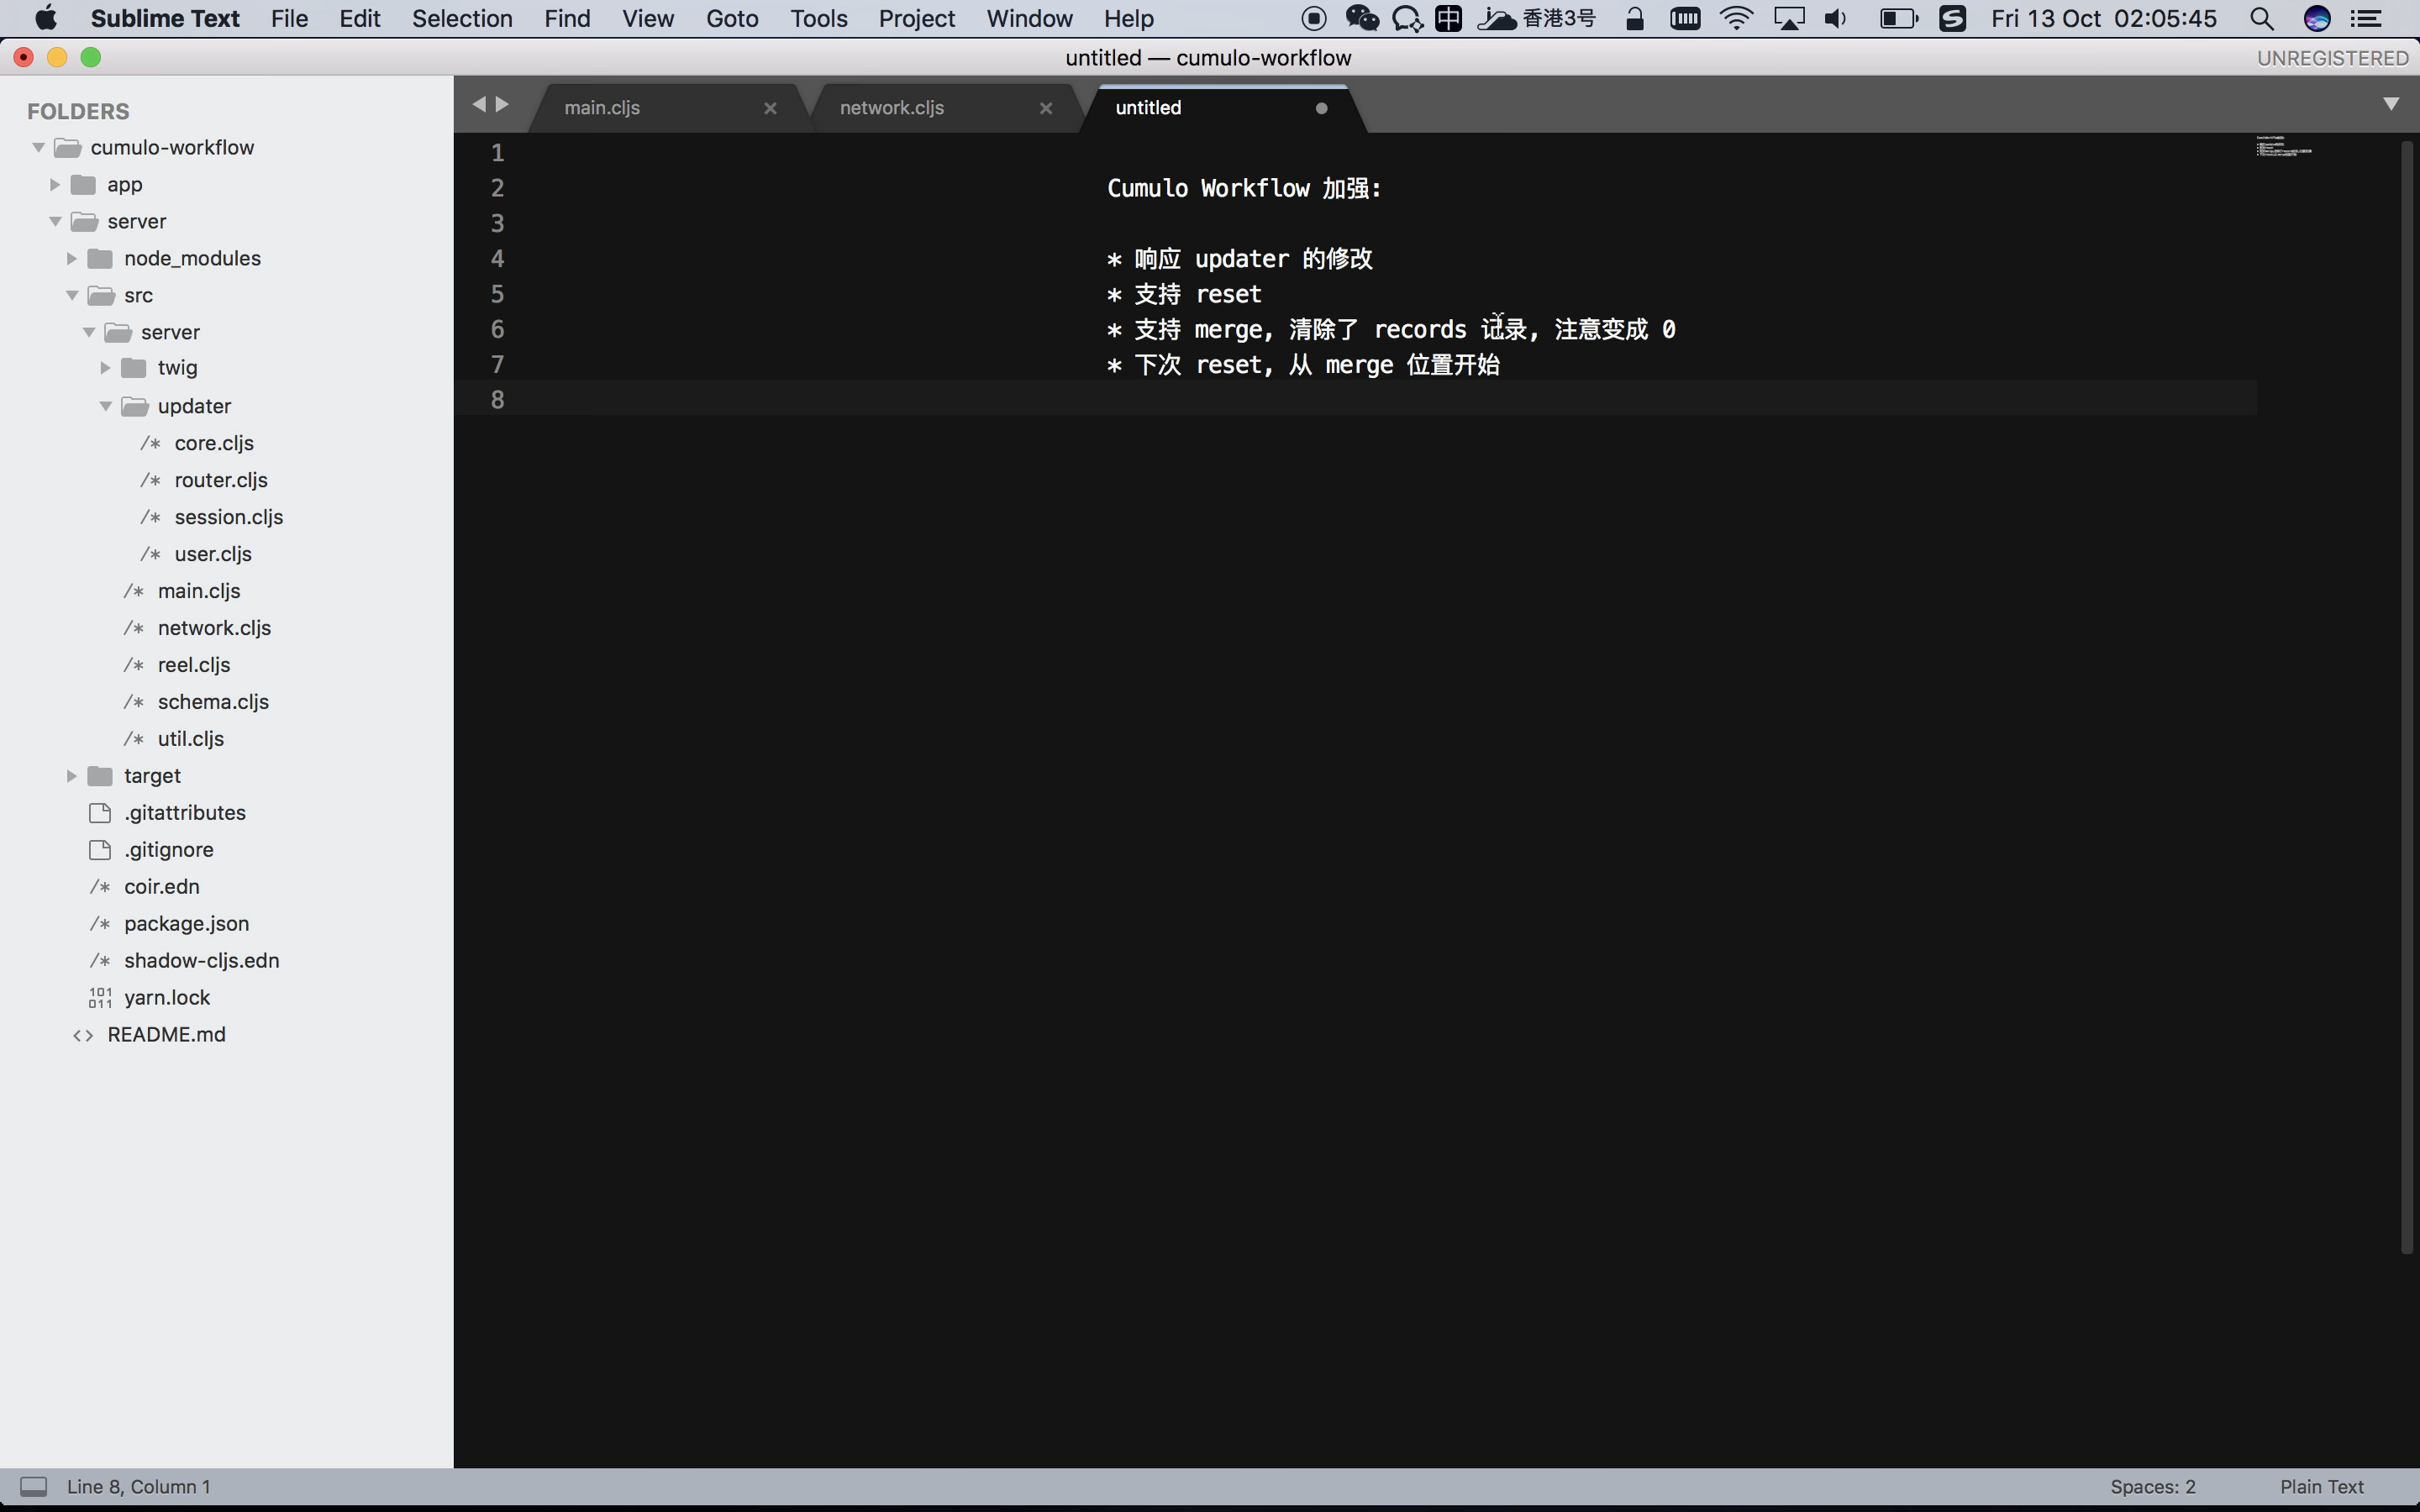 Sublime Text File Edit Selection Find View Goto Tools Project Window Help 中 香港3号 Fri 13 Oct 02:05:45
untitled — cumulo-workflow UNREGISTERED
FOLDERS
cumulo-workflow
app
server
node_modules
src
server
twig
updater
/* core.cljs
/* router.cljs
/* session.cljs
/* user.cljs
/* main.cljs
/* network.cljs
/* reel.cljs
/* schema.cljs
/* util.cljs
target
.gitattributes
.gitignore
/* coir.edn
/* package.json
/* shadow-cljs.edn
yarn.lock
<> README.md
main.cljs network.cljs untitled
1
2 Cumulo Workflow 加强:
3
4 * 响应 updater 的修改
5 * 支持 reset
6 * 支持 merge, 清除了 records 记录, 注意变成 0
7 * 下次 reset, 从 merge 位置开始
8
Line 8, Column 1 Spaces: 2 Plain Text